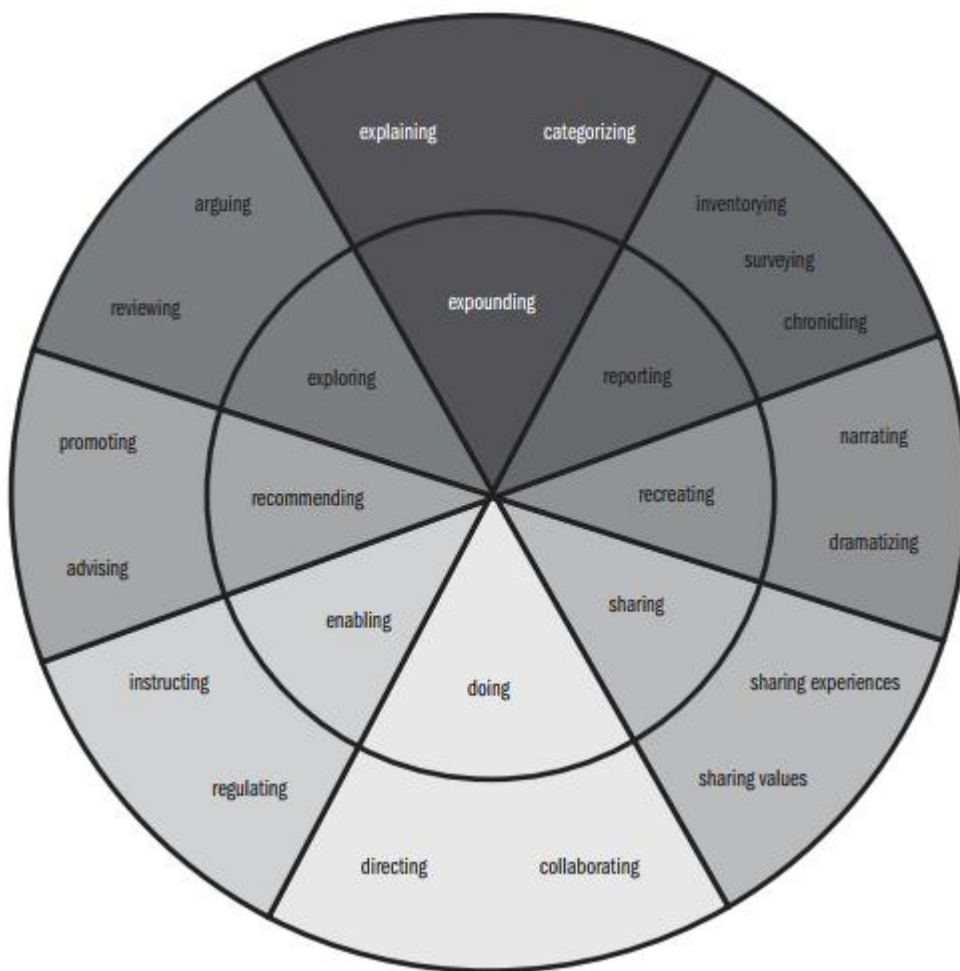 explaining
categorizing
arguing
inventorying
surveying
reviewing
expounding
chronicling
exploring
reporting
promoting
narrating
recommending
recreating
dramatizing
advising
enabling
sharing
instructing
doing
sharing experiences
regulating
sharing values
directing
collaborating